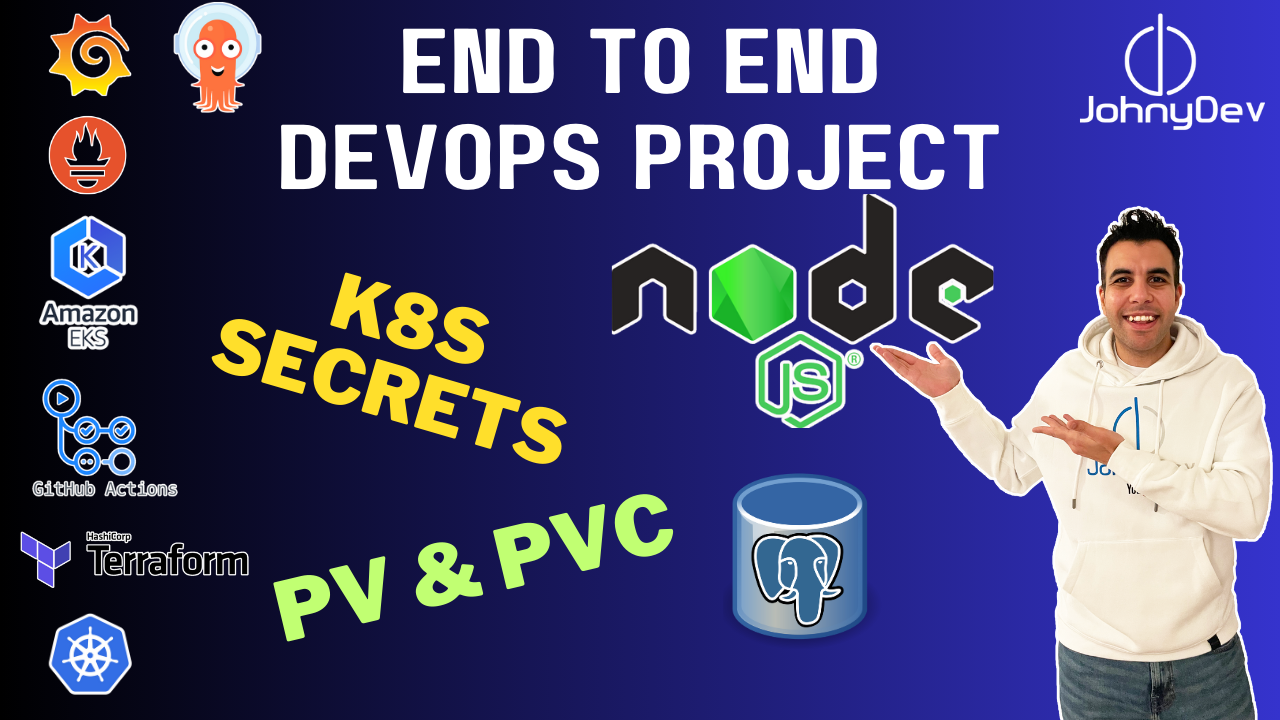 END TO END
DEVOPS PROJECT
JohnyDev
K
Amazon
EKS
GitHub Actions
HashiCorp
Terraform
K8S
SECRETS
PV & PVC
node
JS
®